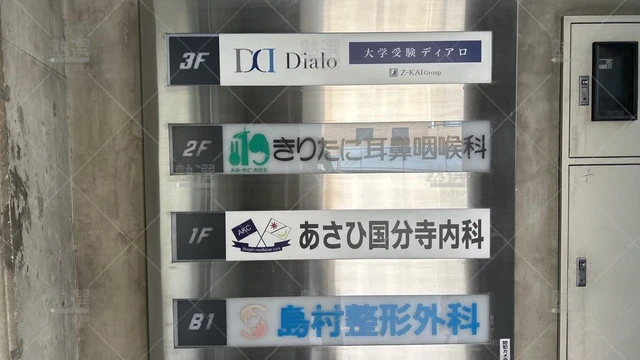 3F
Dialo
大学受験 ディアロ
Z-KAI Group
2F
きりたに耳鼻咽喉科
1F
AKC
あさひ国分寺内科
B1
島村整形外科